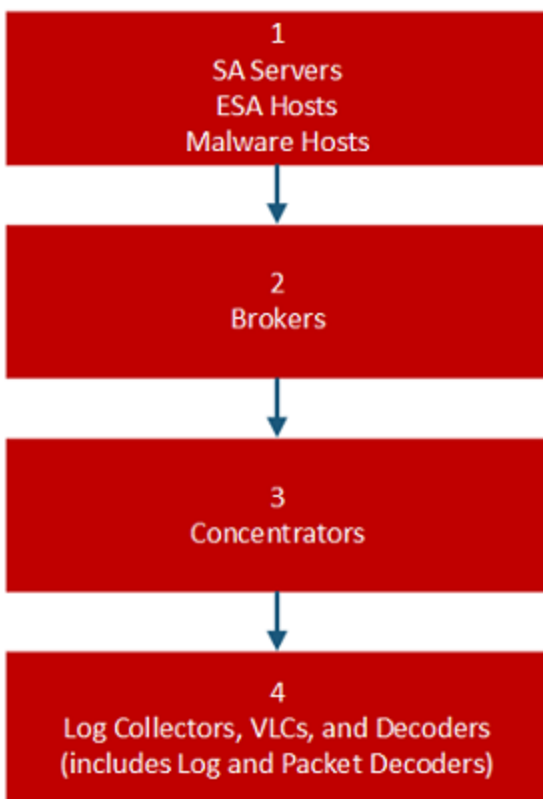 1
SA Servers
ESA Hosts
Malware Hosts
2
Brokers
3
Concentrators
4
Log Collectors, VLCs, and Decoders
(includes Log and Packet Decoders)